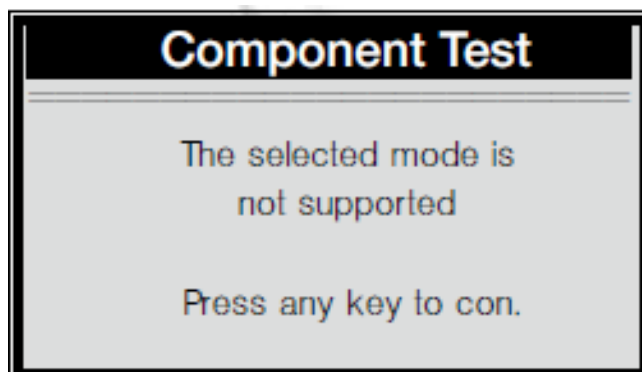 Component Test
The selected mode is
not supported
Press any key to con.